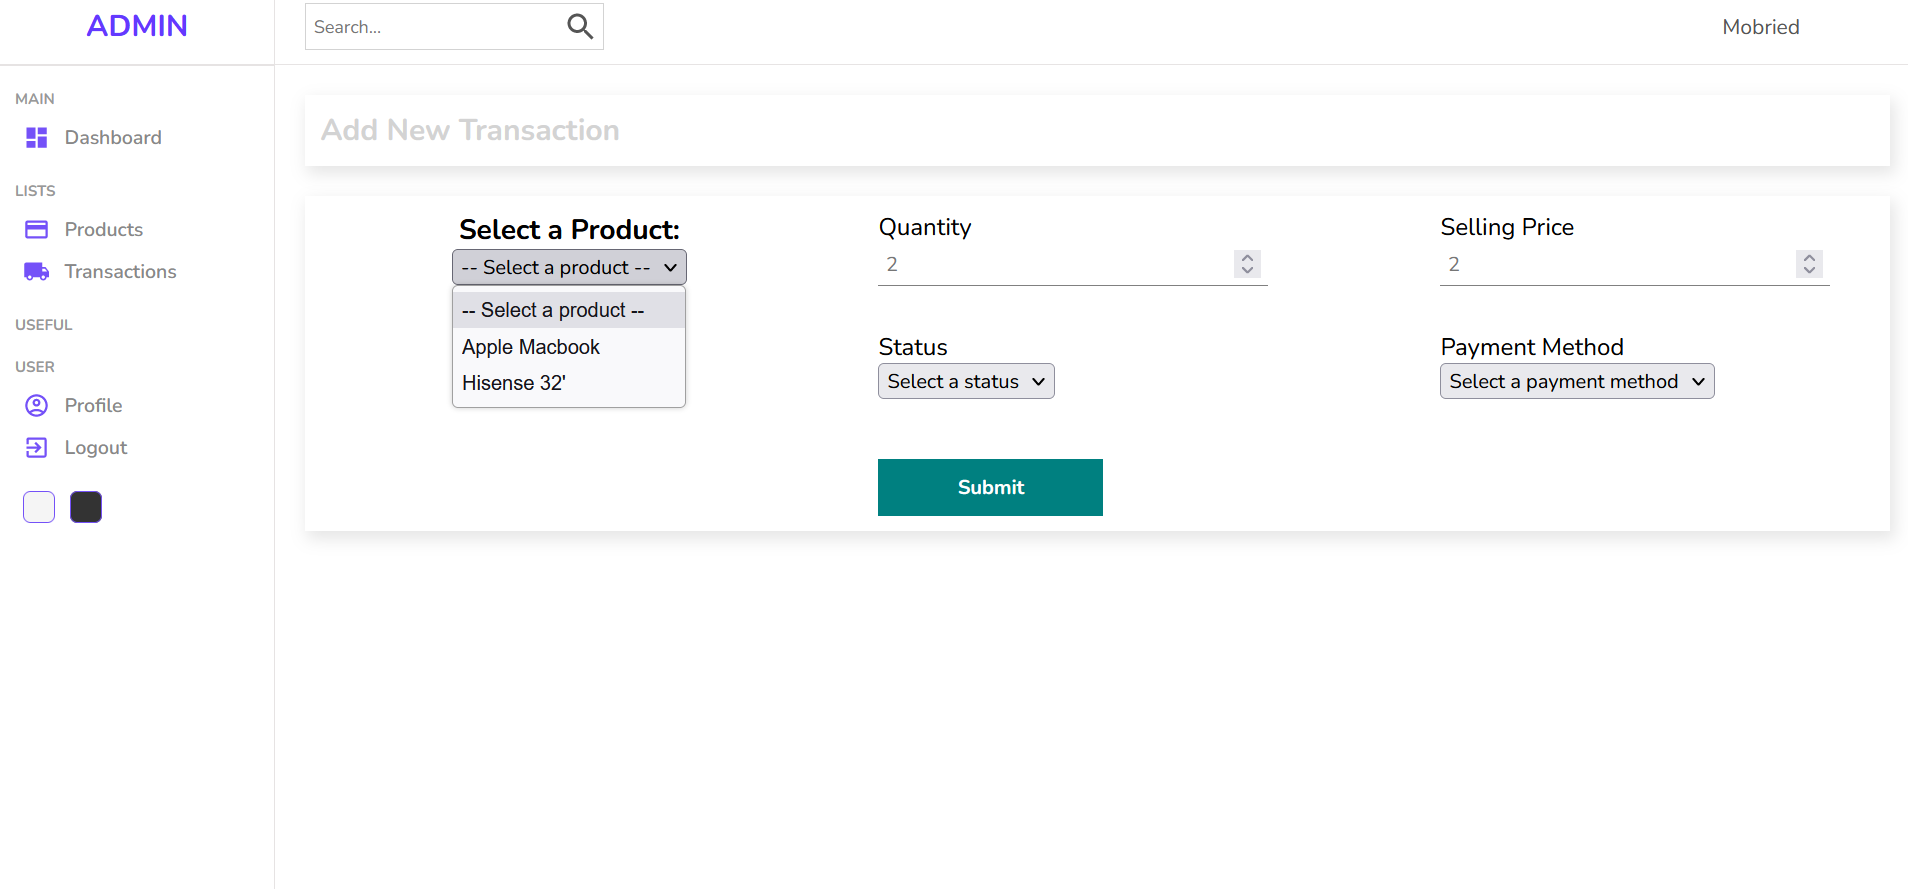 ADMIN
Search...
Mobried
MAIN
Dashboard
LISTS
Products
Transactions
USEFUL
USER
Profile
Logout
Add New Transaction
Select a Product:
-- Select a product --
-- Select a product --
Apple Macbook
Hisense 32'
Quantity
2
Selling Price
2
Status
Select a status
Payment Method
Select a payment method
Submit